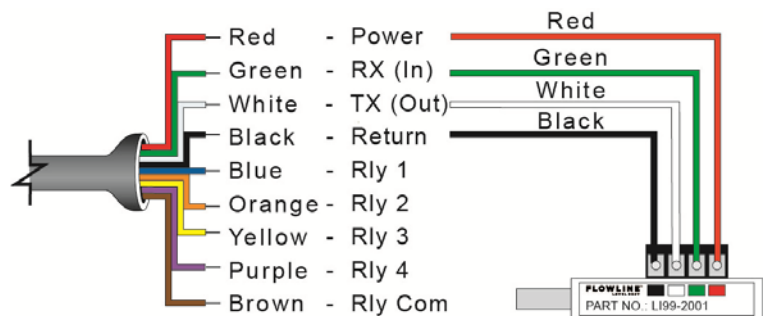 Red - Power
Green - RX (In)
White - TX (Out)
Black - Return
Blue - Rly 1
Orange - Rly 2
Yellow - Rly 3
Purple - Rly 4
Brown - Rly Com
Red
Green
White
Black
FLOWLINE
PART NO.: LI99-2001